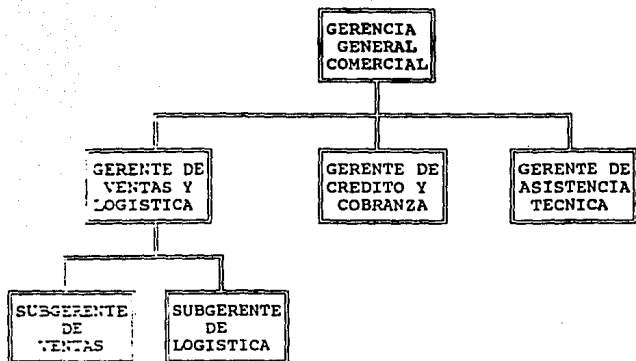 GERENCIA
GENERAL
COMERCIAL
GERENTE DE
VENTAS Y
LOGISTICA
GERENTE DE
CREDITO Y
COBRANZA
GERENTE DE
ASISTENCIA
TECNICA
SUBGERENTE
DE
VENTAS
SUBGERENTE
DE
LOGISTICA